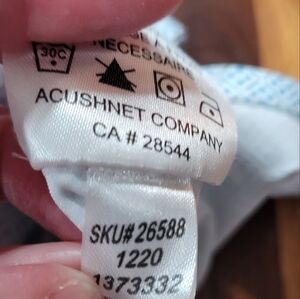 NECESSAIRE
30C
ACUSHNET COMPANY
CA # 28544
SKU# 26588
1220
1373332